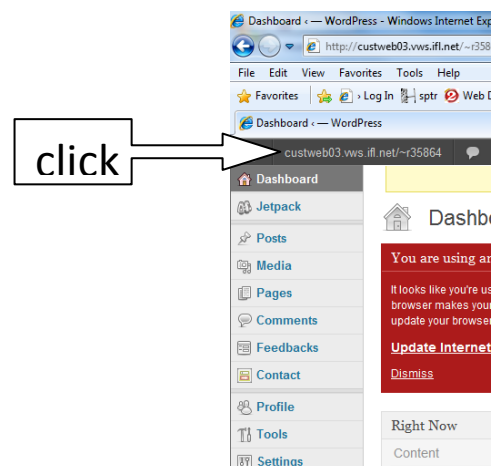 Dashboard ‹ — WordPress - Windows Internet Exp
http://custweb03.vws.ifl.net/~r358
File Edit View Favorites Tools Help
Favorites › Log In sptr Web D
Dashboard ‹ — WordPress
click
custweb03.vws.ifl.net/~r35864
Dashboard
Jetpack
Dashbo
Posts
You are using an
Media
It looks like you're us
Pages
browser makes your
Comments
update your browser
Feedbacks
Update Internet
Contact
Dismiss
Profile
Right Now
Tools
Content
Settings